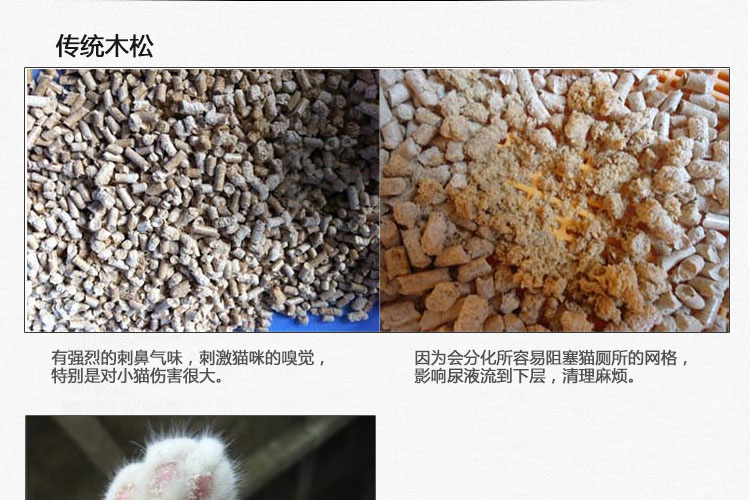 传统木松
有强烈的刺鼻气味，刺激猫咪的嗅觉，
特别是对小猫伤害很大。
因为会分化所容易阻塞猫厕所的网格，
影响尿液流到下层，清理麻烦。